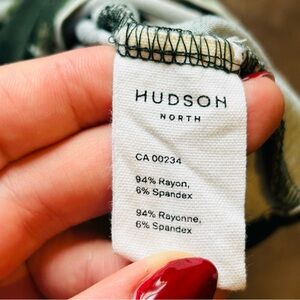 HUDSON
NORTH
CA 00234
94% Rayon,
6% Spandex
94% Rayonne,
6% Spandex